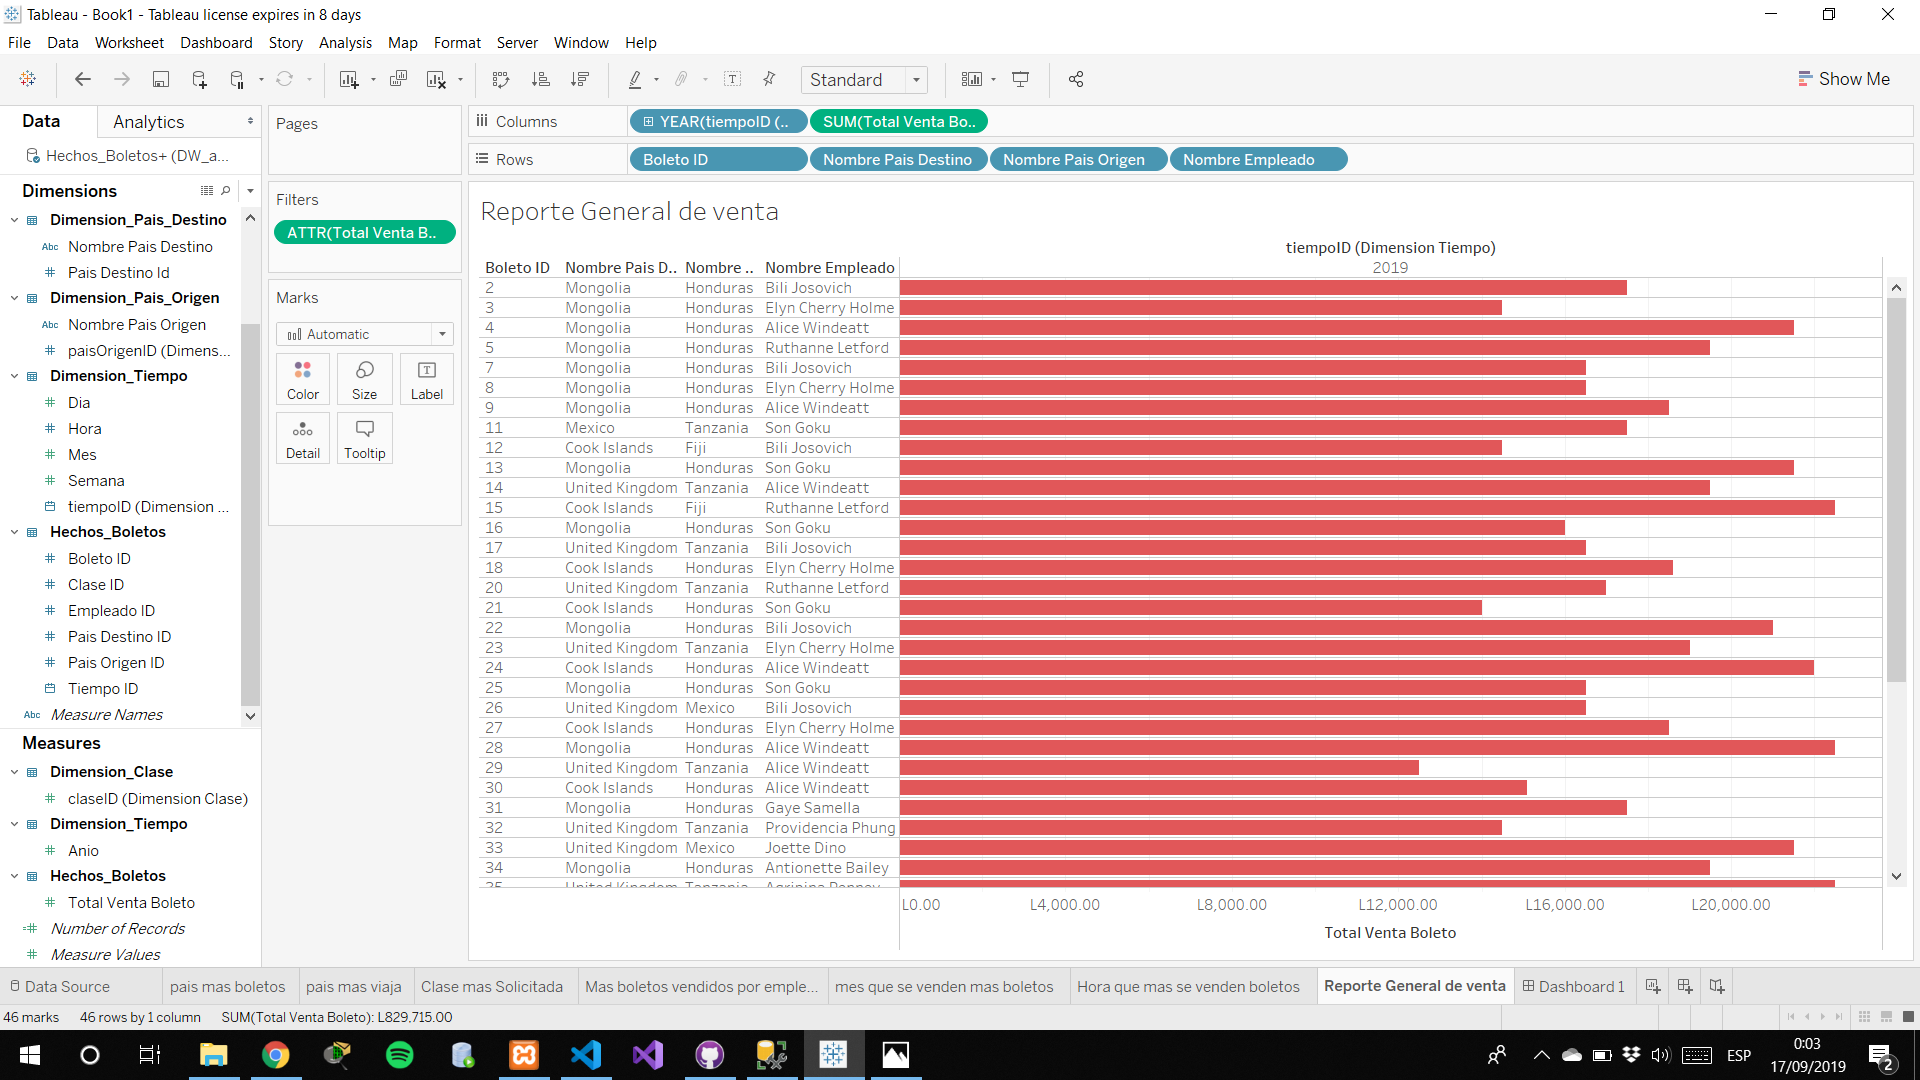 Tableau - Book1 - Tableau license expires in 8 days
File Data Worksheet Dashboard Story Analysis Map Format Server Window Help
Standard
Show Me
Data
Analytics
Hechos_Boletos+ (DW_a...
Dimensions
Dimension_Pais_Destino
Abc Nombre Pais Destino
# Pais Destino Id
Dimension_Pais_Origen
Abc Nombre Pais Origen
# paisOrigenID (Dimens...
Dimension_Tiempo
# Dia
# Hora
# Mes
# Semana
tiempoID (Dimension ...
Hechos_Boletos
# Boleto ID
# Clase ID
# Empleado ID
# Pais Destino ID
# Pais Origen ID
Tiempo ID
Abc Measure Names
Measures
Dimension_Clase
# claseID (Dimension Clase)
Dimension_Tiempo
# Anio
Hechos_Boletos
# Total Venta Boleto
=# Number of Records
# Measure Values
Pages
Filters
ATTR(Total Venta B..
Marks
Automatic
Color
Size
Label
Detail
Tooltip
Columns
YEAR(tiempoID (..
SUM(Total Venta Bo..
Rows
Boleto ID
Nombre Pais Destino
Nombre Pais Origen
Nombre Empleado
Reporte General de venta
tiempoID (Dimension Tiempo)
Boleto ID Nombre Pais D.. Nombre .. Nombre Empleado 2019
2 Mongolia Honduras Bili Josovich
3 Mongolia Honduras Elyn Cherry Holme
4 Mongolia Honduras Alice Windeatt
5 Mongolia Honduras Ruthanne Letford
7 Mongolia Honduras Bili Josovich
8 Mongolia Honduras Elyn Cherry Holme
9 Mongolia Honduras Alice Windeatt
11 Mexico Tanzania Son Goku
12 Cook Islands Fiji Bili Josovich
13 Mongolia Honduras Son Goku
14 United Kingdom Tanzania Alice Windeatt
15 Cook Islands Fiji Ruthanne Letford
16 Mongolia Honduras Son Goku
17 United Kingdom Tanzania Bili Josovich
18 Cook Islands Honduras Elyn Cherry Holme
20 United Kingdom Tanzania Ruthanne Letford
21 Cook Islands Honduras Son Goku
22 Mongolia Honduras Bili Josovich
23 United Kingdom Tanzania Elyn Cherry Holme
24 Cook Islands Honduras Alice Windeatt
25 Mongolia Honduras Son Goku
26 United Kingdom Mexico Bili Josovich
27 Cook Islands Honduras Elyn Cherry Holme
28 Mongolia Honduras Alice Windeatt
29 United Kingdom Tanzania Alice Windeatt
30 Cook Islands Honduras Alice Windeatt
31 Mongolia Honduras Gaye Samella
32 United Kingdom Tanzania Providencia Phung
33 United Kingdom Mexico Joette Dino
34 Mongolia Honduras Antionette Bailey
35 United Kingdom Tanzania
L0.00 L4,000.00 L8,000.00 L12,000.00 L16,000.00 L20,000.00
Total Venta Boleto
Data Source
pais mas boletos
pais mas viaja
Clase mas Solicitada
Mas boletos vendidos por emple...
mes que se venden mas boletos
Hora que mas se venden boletos
Reporte General de venta
Dashboard 1
46 marks 46 rows by 1 column SUM(Total Venta Boleto): L829,715.00
ESP
0:03
17/09/2019
2